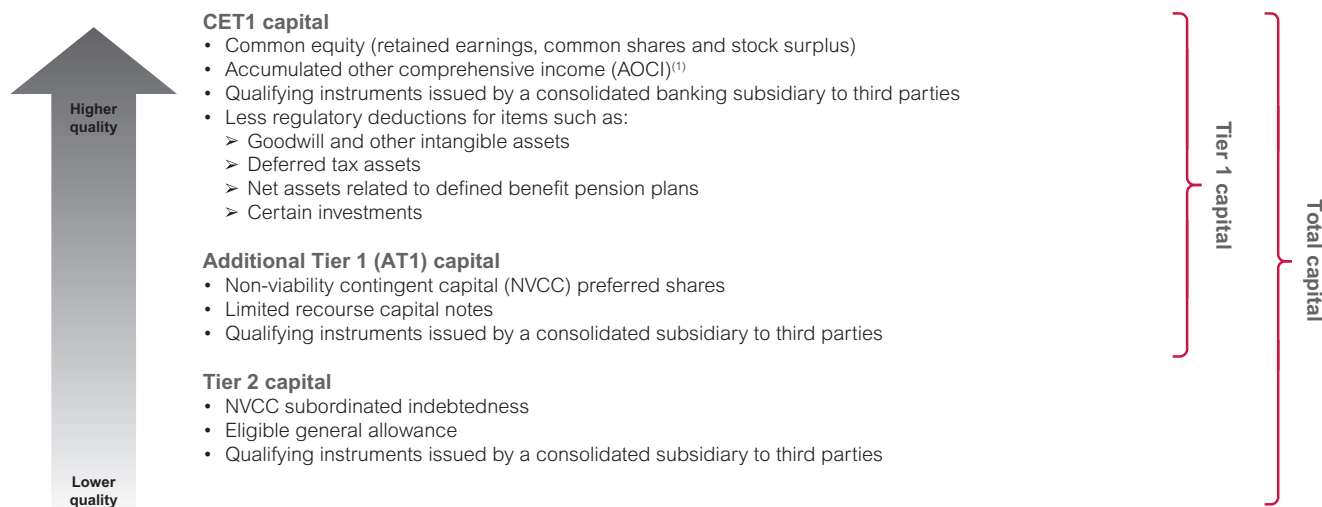 CET1 capital
• Common equity (retained earnings, common shares and stock surplus)
• Accumulated other comprehensive income (AOCI)(1)
• Qualifying instruments issued by a consolidated banking subsidiary to third parties
• Less regulatory deductions for items such as:
➢ Goodwill and other intangible assets
➢ Deferred tax assets
➢ Net assets related to defined benefit pension plans
➢ Certain investments
Additional Tier 1 (AT1) capital
• Non-viability contingent capital (NVCC) preferred shares
• Limited recourse capital notes
• Qualifying instruments issued by a consolidated subsidiary to third parties
Tier 2 capital
• NVCC subordinated indebtedness
• Eligible general allowance
• Qualifying instruments issued by a consolidated subsidiary to third parties
Higher
quality
Lower
quality
Tier 1 capital
Total capital